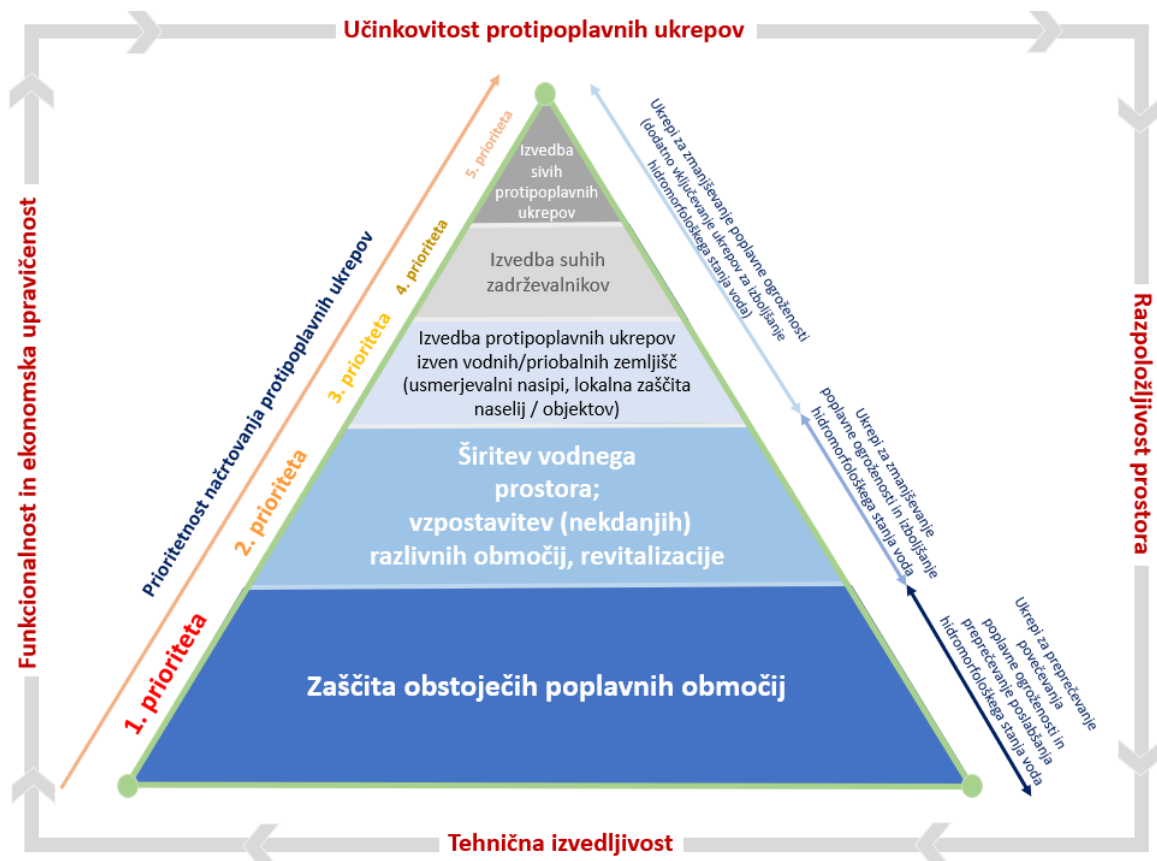 Učinkovitost protipoplavnih ukrepov
Funkcionalnost in ekonomska upravičenost
Prioritetnost načrtovanja protipoplavnih ukrepov
5. prioriteta
4. prioriteta
3. prioriteta
2. prioriteta
1. prioriteta
Izvedba
sivih
protipoplavnih
ukrepov
Izvedba suhih
zadrževalnikov
Izvedba protipoplavnih ukrepov
izven vodnih/priobalnih zemljišč
(usmerjevalni nasipi, lokalna zaščita
naselij / objektov)
Širitev vodnega
prostora;
vzpostavitev (nekdanjih)
razlivnih območij, revitalizacije
Zaščita obstoječih poplavnih območij
Ukrepi za zmanjševanje poplavne ogroženosti
(dodatno vključevanje ukrepov za izboljšanje
hidromorfološkega stanja voda)
Ukrepi za zmanjševanje
poplavne ogroženosti in izboljšanje
hidromorfološkega stanja voda
Ukrepi za preprečevanje
povečevanja
poplavne ogroženosti in
preprečevanje poslabšanja
hidromorfološkega stanja voda
Razpoložljivost prostora
Tehnična izvedljivost